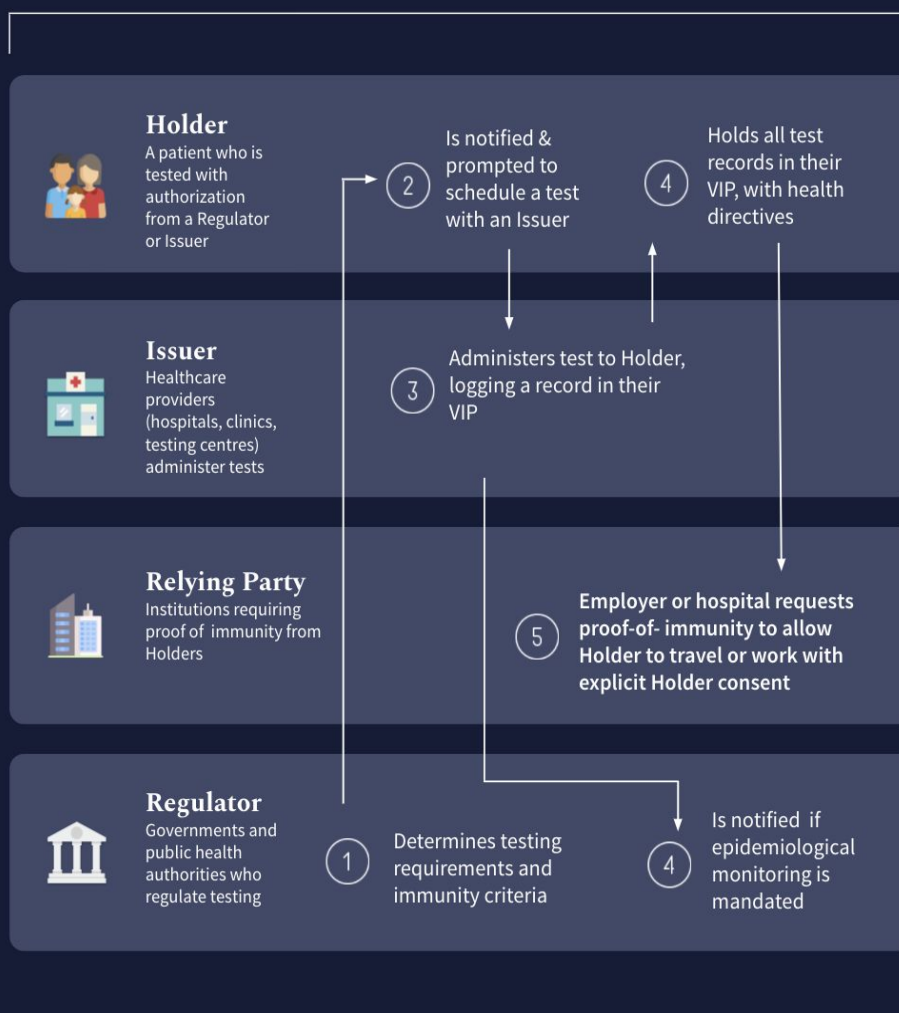 Holder
A patient who is
tested with
authorization
from a Regulator
or Issuer
2
Is notified &
prompted to
schedule a test
with an Issuer
4
Holds all test
records in their
VIP, with health
directives
Issuer
Healthcare
providers
(hospitals, clinics,
testing centres)
administer tests
3
Administers test to Holder,
logging a record in their
VIP
Relying Party
Institutions requiring
proof of immunity from
Holders
5
Employer or hospital requests
proof-of- immunity to allow
Holder to travel or work with
explicit Holder consent
Regulator
Governments and
public health
authorities who
regulate testing
1
Determines testing
requirements and
immunity criteria
4
Is notified if
epidemiological
monitoring is
mandated